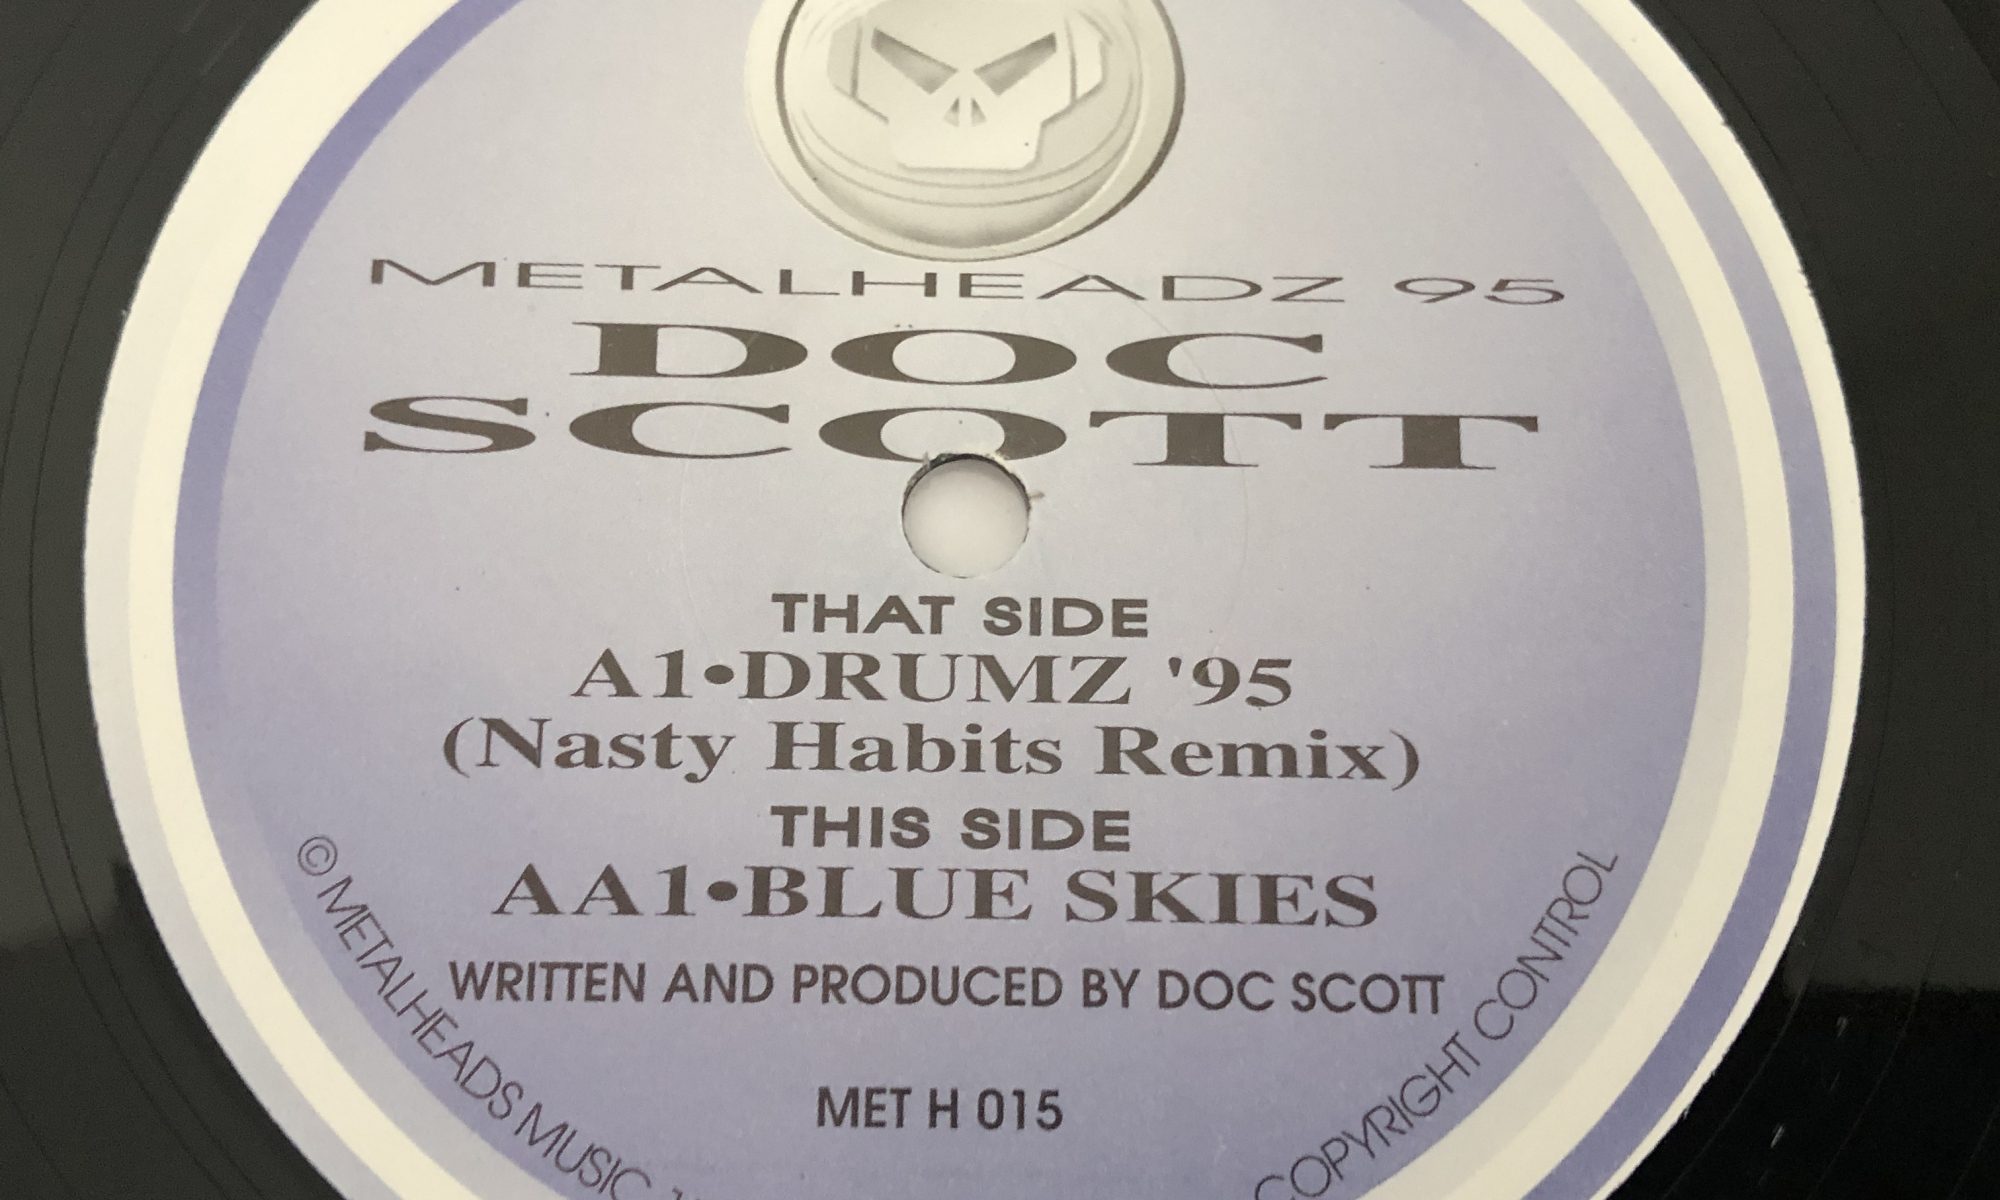 METALHEADZ 95
DOC
SCOTT
THAT SIDE
A1•DRUMZ '95
(Nasty Habits Remix)
THIS SIDE
AA1•BLUE SKIES
WRITTEN AND PRODUCED BY DOC SCOTT
MET H 015
© METALHEADS MUSIC
COPYRIGHT CONTROL